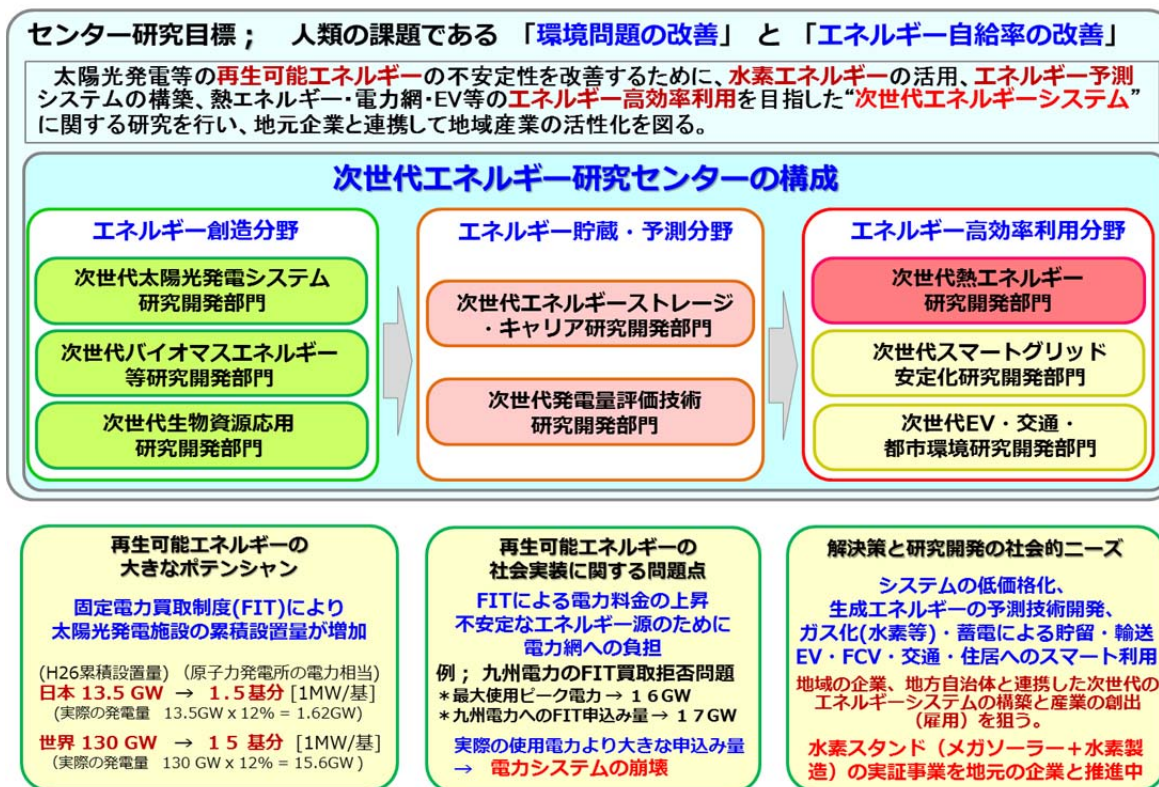 センター研究目標； 人類の課題である 「環境問題の改善」 と 「エネルギー自給率の改善」
太陽光発電等の再生可能エネルギーの不安定性を改善するために、水素エネルギーの活用、エネルギー予測
システムの構築、熱エネルギー・電力網・EV等のエネルギー高効率利用を目指した“次世代エネルギーシステム”
に関する研究を行い、地元企業と連携して地域産業の活性化を図る。
次世代エネルギー研究センターの構成
エネルギー創造分野
次世代太陽光発電システム
研究開発部門
次世代バイオマスエネルギー
等研究開発部門
次世代生物資源応用
研究開発部門
エネルギー貯蔵・予測分野
次世代エネルギーストレージ
・キャリア研究開発部門
次世代発電量評価技術
研究開発部門
エネルギー高効率利用分野
次世代熱エネルギー
研究開発部門
次世代スマートグリッド
安定化研究開発部門
次世代EV・交通・
都市環境研究開発部門
再生可能エネルギーの
大きなポテンシャン
固定電力買取制度(FIT)により
太陽光発電施設の累積設置量が増加
(H26累積設置量) (原子力発電所の電力相当)
日本 13.5 GW → １.５基分 [1MW/基]
(実際の発電量 13.5GW x 12% = 1.62GW)
世界 130 GW → １５ 基分 [1MW/基]
(実際の発電量 130 GW x 12% = 15.6GW )
再生可能エネルギーの
社会実装に関する問題点
FITによる電力料金の上昇
不安定なエネルギー源のために
電力網への負担
例； 九州電力のFIT買取拒否問題
＊最大使用ピーク電力→ １６GW
＊九州電力へのFIT申込み量→ １７GW
実際の使用電力より大きな申込み量
→ 電力システムの崩壊
解決策と研究開発の社会的ニーズ
システムの低価格化、
生成エネルギーの予測技術開発、
ガス化(水素等)・蓄電による貯留・輸送
EV・FCV・交通・住居へのスマート利用
地域の企業、地方自治体と連携した次世代の
エネルギーシステムの構築と産業の創出
（雇用）を狙う。
水素スタンド（メガソーラー＋水素製
造）の実証事業を地元の企業と推進中